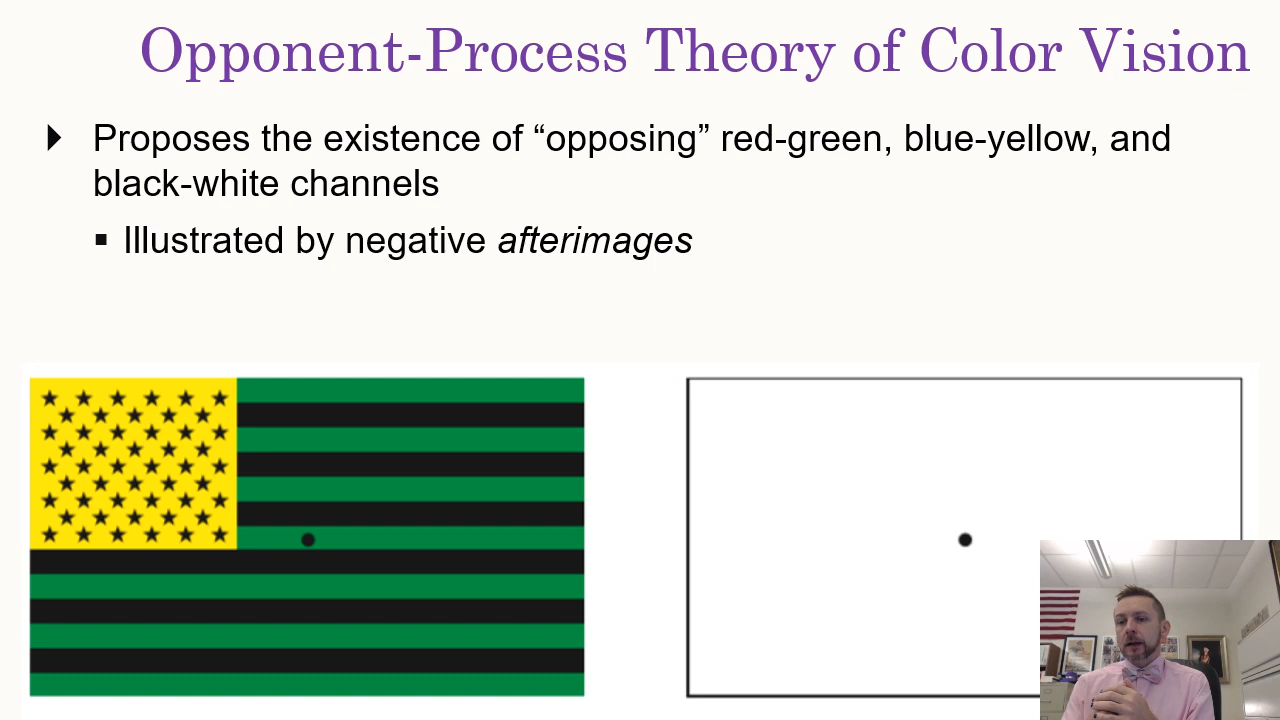 Opponent-Process Theory of Color Vision
Proposes the existence of “opposing” red-green, blue-yellow, and
black-white channels
Illustrated by negative afterimages